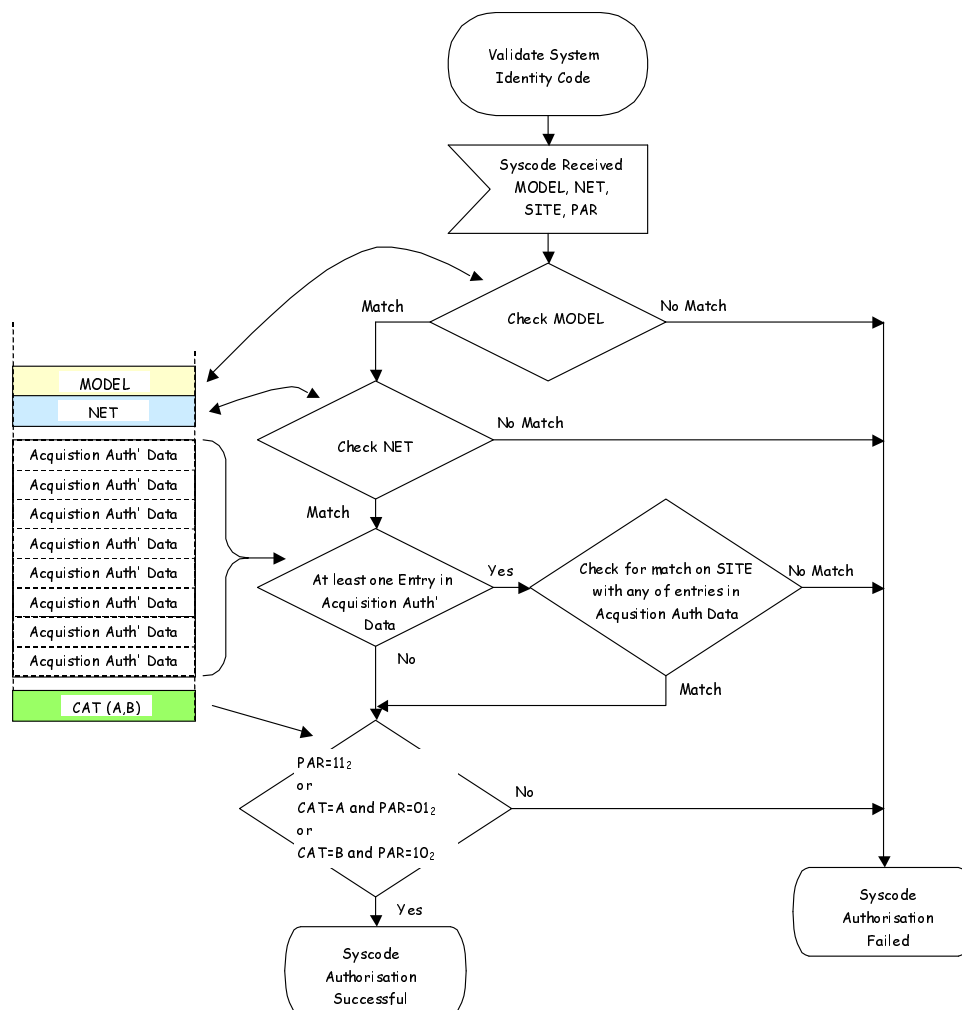 Validate System
Identity Code
Syscode Received
MODEL, NET,
SITE, PAR
Check MODEL
Match
No Match
MODEL
NET
Check NET
No Match
Match
Acquistion Auth' Data
Acquistion Auth' Data
Acquistion Auth' Data
Acquistion Auth' Data
Acquistion Auth' Data
Acquistion Auth' Data
Acquistion Auth' Data
Acquistion Auth' Data
At least one Entry in
Acquisition Auth'
Data
Yes
No
Check for match on SITE
with any of entries in
Acqusition Auth Data
No Match
Match
CAT (A,B)
PAR=11₂
or
CAT=A and PAR=01₂
or
CAT=B and PAR=10₂
No
Yes
Syscode
Authorisation
Failed
Syscode
Authorisation
Successful